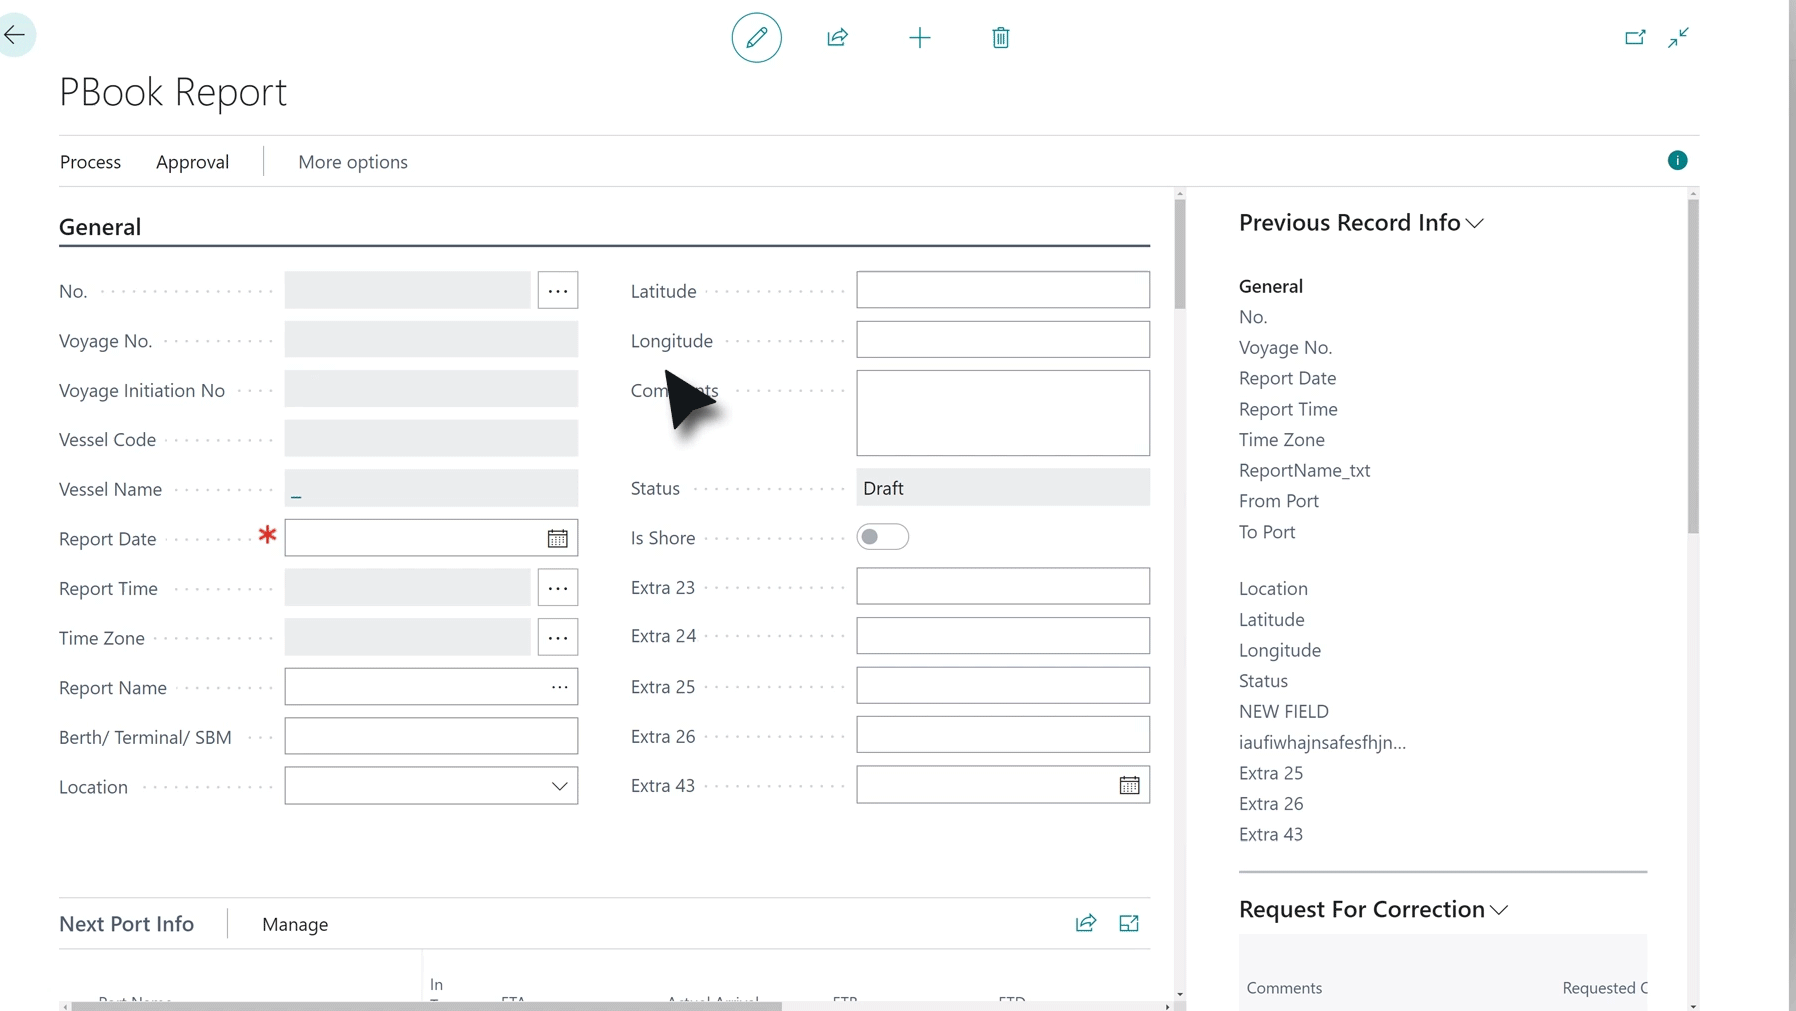 PBook Report
Process Approval More options
General
No.
Voyage No.
Voyage Initiation No
Vessel Code
Vessel Name
_
Report Date *
Report Time
Time Zone
Report Name
Berth/ Terminal/ SBM
Location
Latitude
Longitude
Status Draft
Is Shore
Extra 23
Extra 24
Extra 25
Extra 26
Extra 43
Next Port Info Manage
In
Previous Record Info
General
No.
Voyage No.
Report Date
Report Time
Time Zone
ReportName_txt
From Port
To Port
Location
Latitude
Longitude
Status
NEW FIELD
iaufiwhajnsafesfhjn...
Extra 25
Extra 26
Extra 43
Request For Correction
Comments Requested